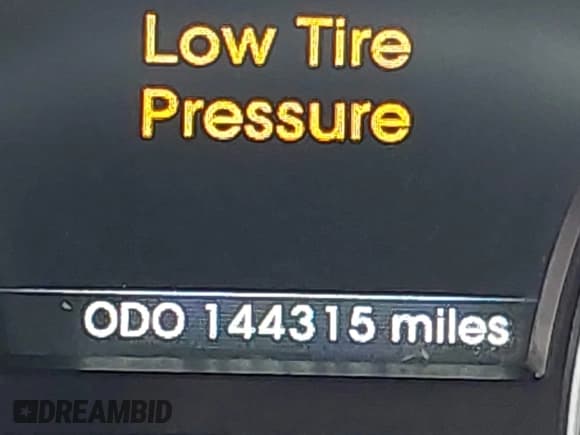 Low Tire
Pressure
ODO 144315 miles
DREAMBID